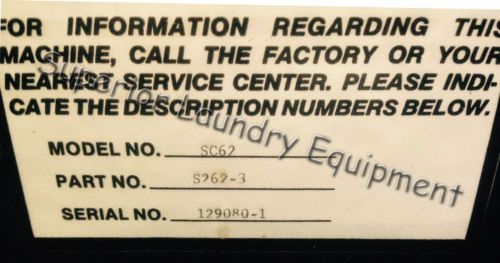 FOR INFORMATION REGARDING THIS
MACHINE, CALL THE FACTORY OR YOUR
NEAREST SERVICE CENTER. PLEASE INDI-
CATE THE DESCRIPTION NUMBERS BELOW.
MODEL NO. SC62
PART NO. S262-3
SERIAL NO. 129080-1
Superior Laundry Equipment